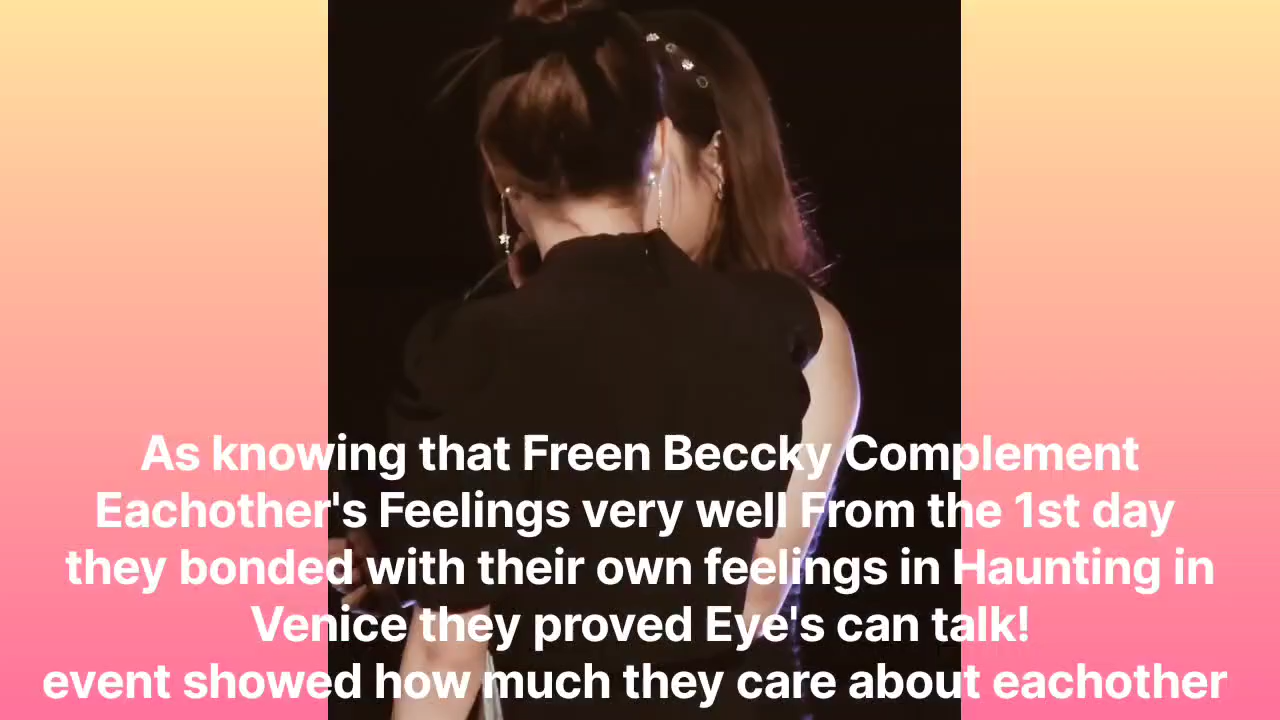 As knowing that Freen Beccky Complement
Eachother's Feelings very well From the 1st day
they bonded with their own feelings in Haunting in
Venice they proved Eye's can talk!
event showed how much they care about eachother